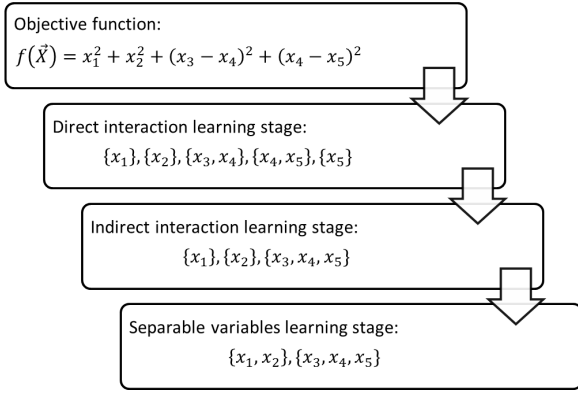 Objective function:
f(X⃗) = x₁² + x₂² + (x₃ − x₄)² + (x₄ − x₅)²
Direct interaction learning stage:
{x₁}, {x₂}, {x₃, x₄}, {x₄, x₅}, {x₅}
Indirect interaction learning stage:
{x₁}, {x₂}, {x₃, x₄, x₅}
Separable variables learning stage:
{x₁, x₂}, {x₃, x₄, x₅}